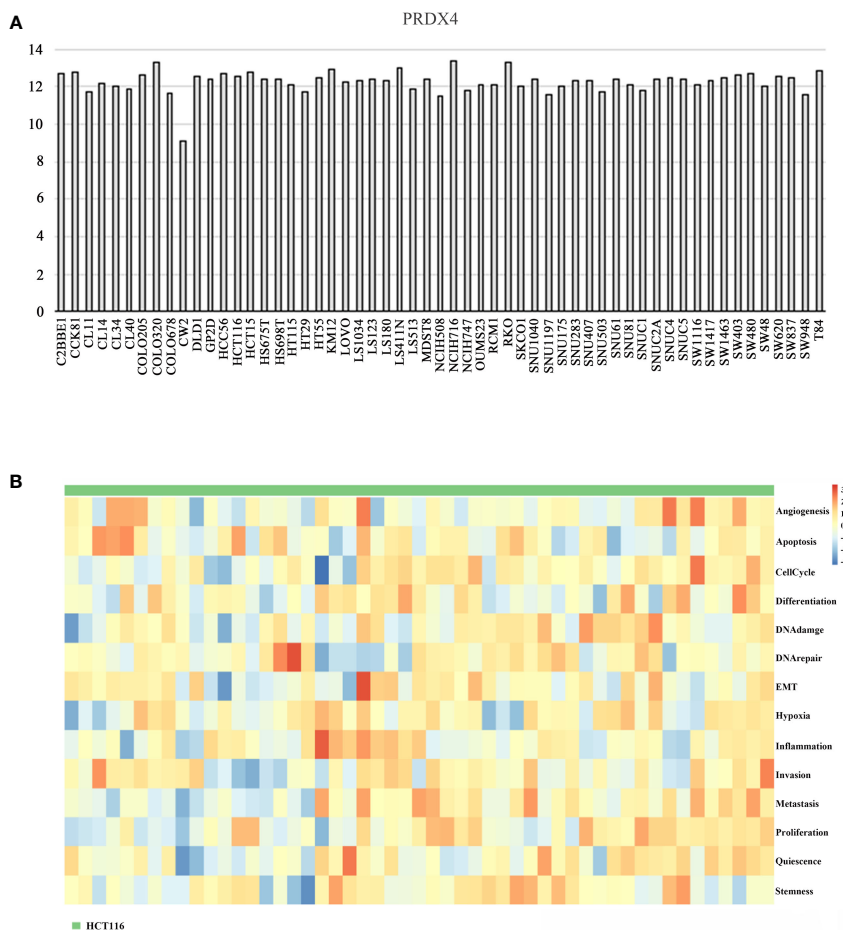 A
PRDX4
14
12
10
8
6
4
2
0
C2BBE1
CCK81
CL11
CL14
CL34
CL40
COLO205
COLO320
COLO678
CW2
DLD1
GP2D
HCC56
HCT116
HCT15
HS675T
HS698T
HT115
HT29
HT55
KM12
LOVO
LS1034
LS123
LS180
LS411N
LS513
MDST8
NCIH508
NCIH716
NCIH747
OUMS23
RCM1
RKO
SKCO1
SNU1040
SNU1197
SNU175
SNU283
SNU407
SNU503
SNU61
SNU81
SNUC1
SNUC2A
SNUC4
SNUC5
SW1116
SW1417
SW1463
SW403
SW480
SW48
SW620
SW837
SW948
T84
B
Angiogenesis
Apoptosis
CellCycle
Differentiation
DNAdamge
DNArepair
EMT
Hypoxia
Inflammation
Invasion
Metastasis
Proliferation
Quiescence
Stemness
HCT116